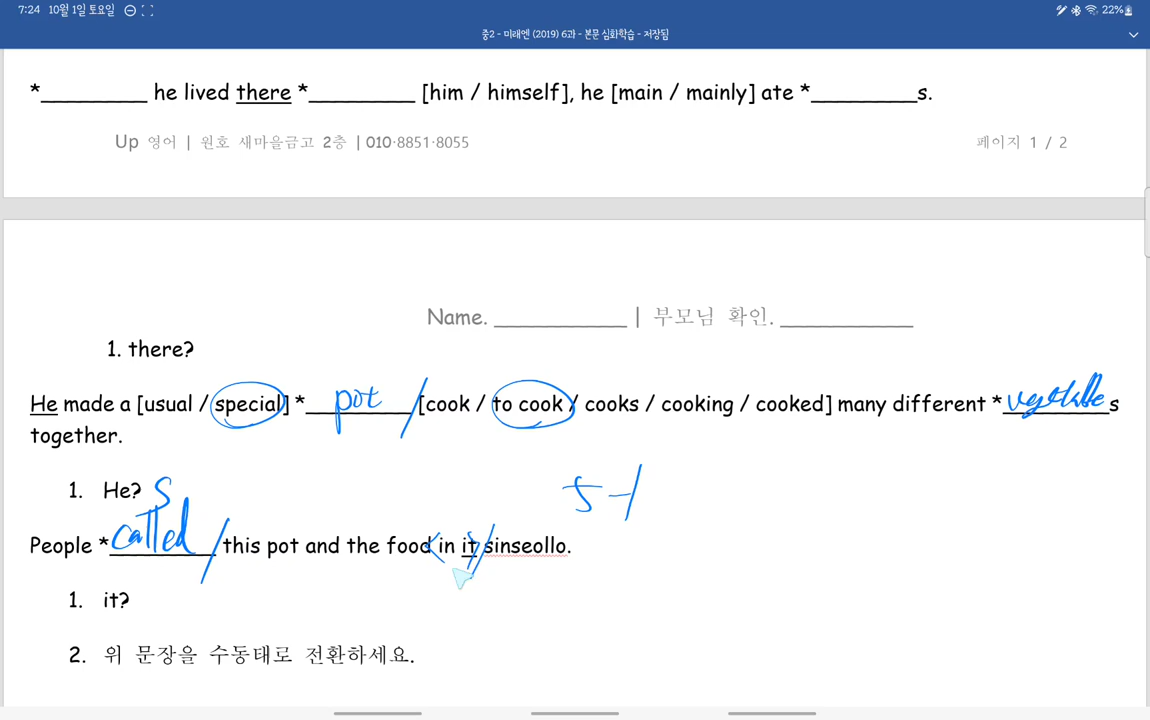 7:24 10월 1일 토요일 22%
중2 - 미래엔 (2019) 6과 - 본문 심화학습 - 저장됨
*_________ he lived there *_________ [him / himself], he [main / mainly] ate *_________s.
Up 영어 | 원호 새마을금고 2층 | 010·8851·8055 페이지 1 / 2
Name. ___________ | 부모님 확인. ___________
1. there?
He made a [usual / special] * pot / [cook / to cook / cooks / cooking / cooked] many different * vegetable s
together.
1. He? S
5-1
People * called / this pot and the food < in it > / sinseollo.
1. it?
2. 위 문장을 수동태로 전환하세요.